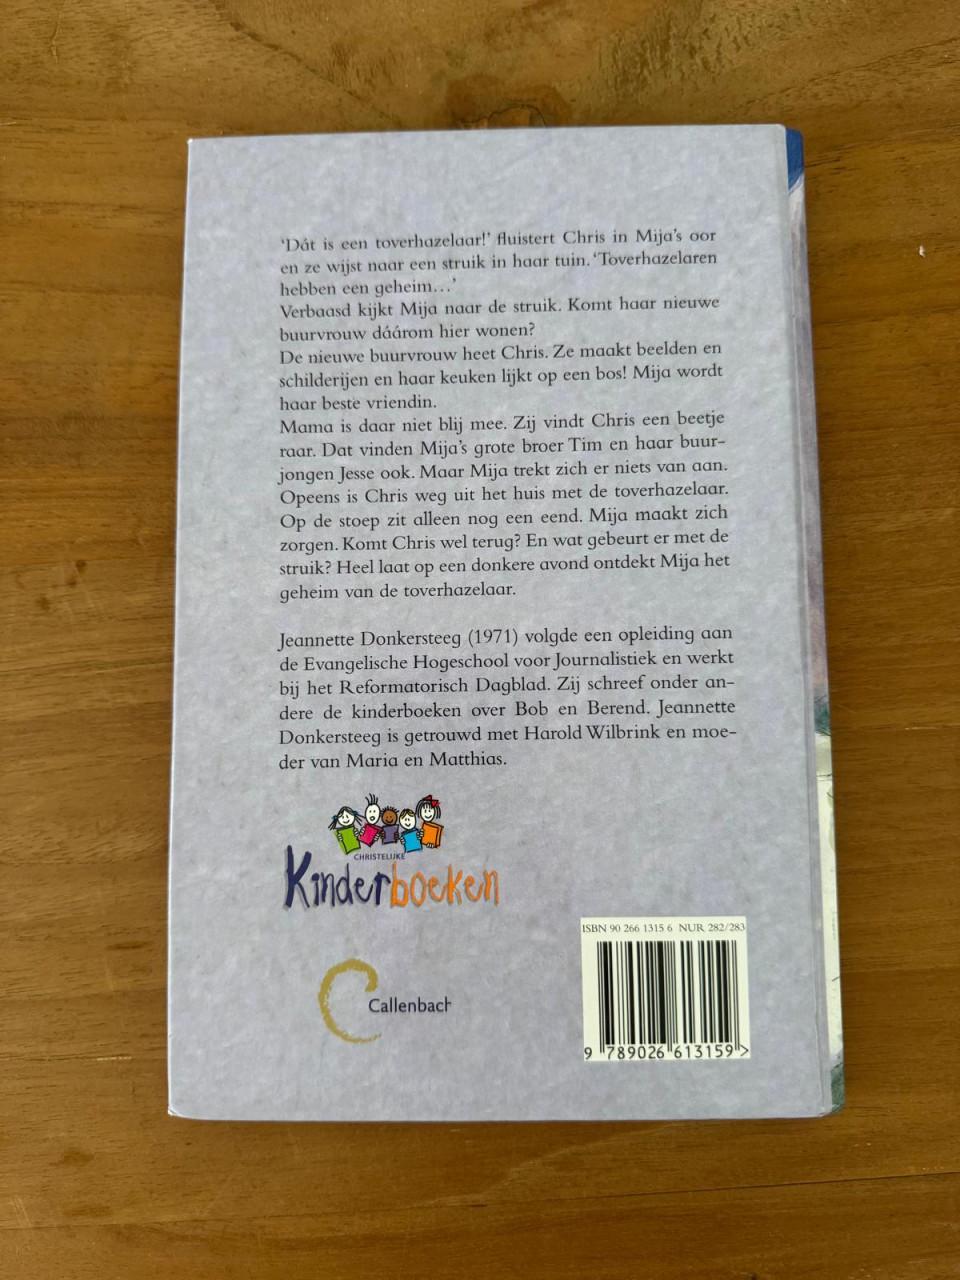 ‘Dát is een toverhazelaar!’ fluistert Chris in Mija’s oor
en ze wijst naar een struik in haar tuin. ‘Toverhazelaren
hebben een geheim…’
Verbaasd kijkt Mija naar de struik. Komt haar nieuwe
buurvrouw dáárom hier wonen?
De nieuwe buurvrouw heet Chris. Ze maakt beelden en
schilderijen en haar keuken lijkt op een bos! Mija wordt
haar beste vriendin.
Mama is daar niet blij mee. Zij vindt Chris een beetje
raar. Dat vinden Mija’s grote broer Tim en haar buur-
jongen Jesse ook. Maar Mija trekt zich er niets van aan.
Opeens is Chris weg uit het huis met de toverhazelaar.
Op de stoep zit alleen nog een eend. Mija maakt zich
zorgen. Komt Chris wel terug? En wat gebeurt er met de
struik? Heel laat op een donkere avond ontdekt Mija het
geheim van de toverhazelaar.
Jeannette Donkersteeg (1971) volgde een opleiding aan
de Evangelische Hogeschool voor Journalistiek en werkt
bij het Reformatorisch Dagblad. Zij schreef onder an-
dere de kinderboeken over Bob en Berend. Jeannette
Donkersteeg is getrouwd met Harold Wilbrink en moe-
der van Maria en Matthias.
CHRISTELIJKE
Kinderboeken
Callenbach
ISBN 90 266 1315 6 NUR 282/283
9 789026 613159 >